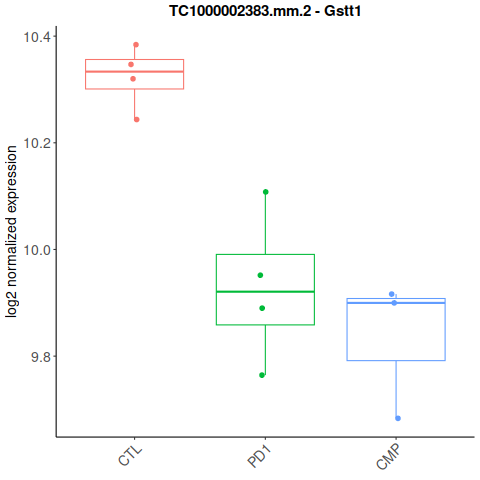 TC1000002383.mm.2 - Gstt1
log2 normalized expression
10.4
10.2
10.0
9.8
CTL
PD1
CMP